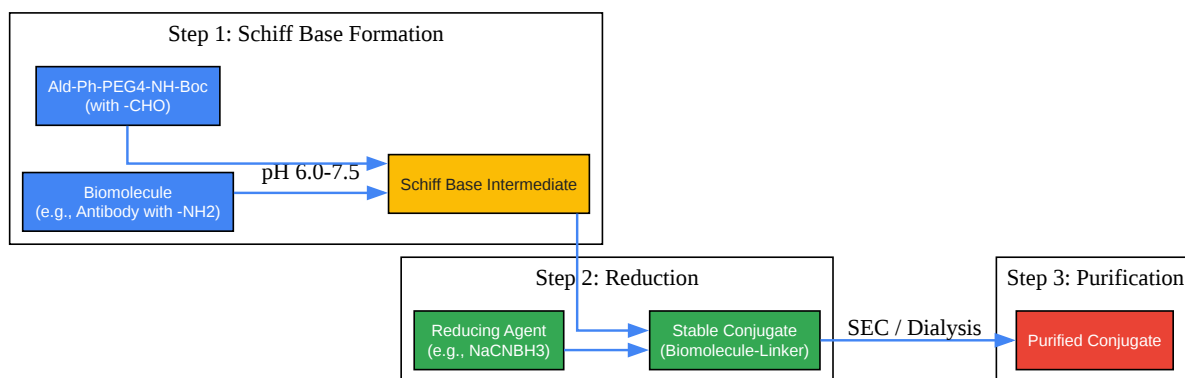 Step 1: Schiff Base Formation
Ald-Ph-PEG4-NH-Boc
(with -CHO)
pH 6.0-7.5
Biomolecule
(e.g., Antibody with -NH2)
Schiff Base Intermediate
Step 2: Reduction
Reducing Agent
(e.g., NaCNBH3)
Stable Conjugate
(Biomolecule-Linker)
SEC / Dialysis
Step 3: Purification
Purified Conjugate